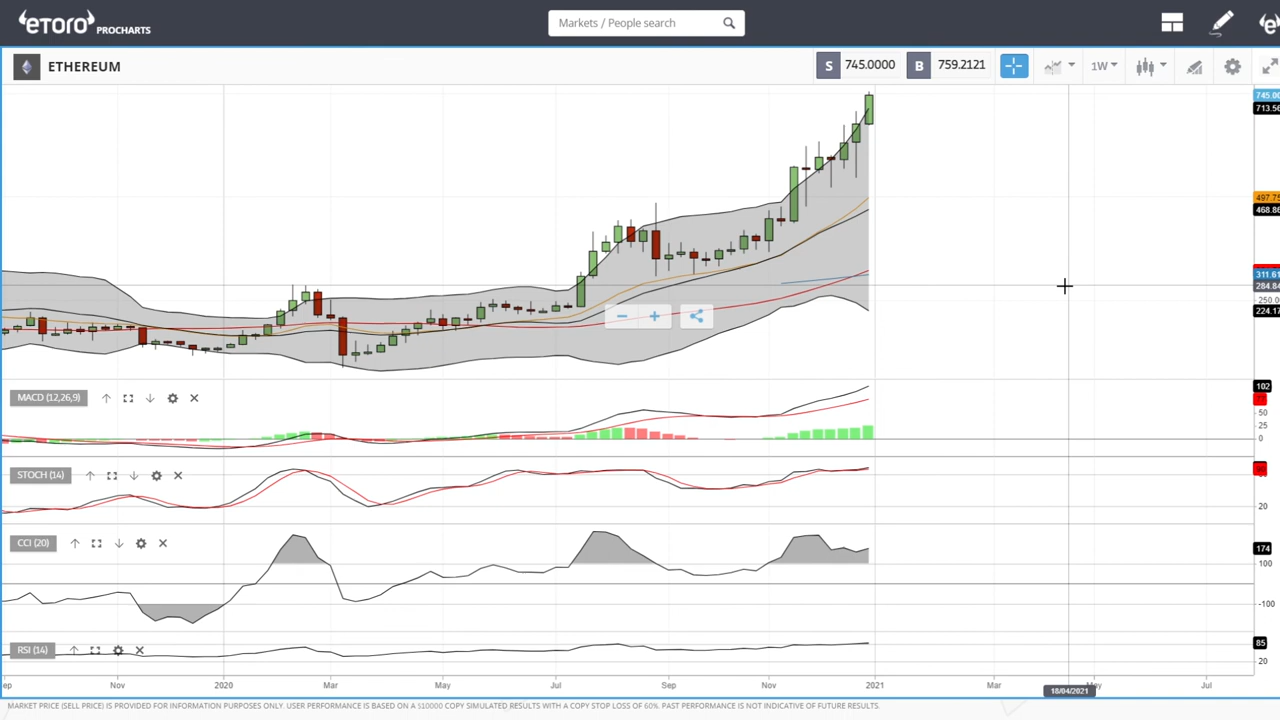 eToro PROCHARTS
Markets / People search
ETHEREUM
S 745.0000 B 759.2121 1W
745.00
713.56
497.75
468.86
311.61
284.84
250.00
224.17
MACD (12,26,9)
102
50
25
0
STOCH (14)
20
CCI (20)
174
100
-100
RSI (14)
85
20
Nov 2020 Mar May Jul Sep Nov 2021 Mar May Jul
18/04/2021
MARKET PRICE (SELL PRICE) IS PROVIDED FOR INFORMATION PURPOSES ONLY. USER PERFORMANCE IS BASED ON A $10000 COPY SIMULATED RESULTS WITH A COPY STOP LOSS OF 60%. PAST PERFORMANCE IS NOT INDICATIVE OF FUTURE RESULTS.